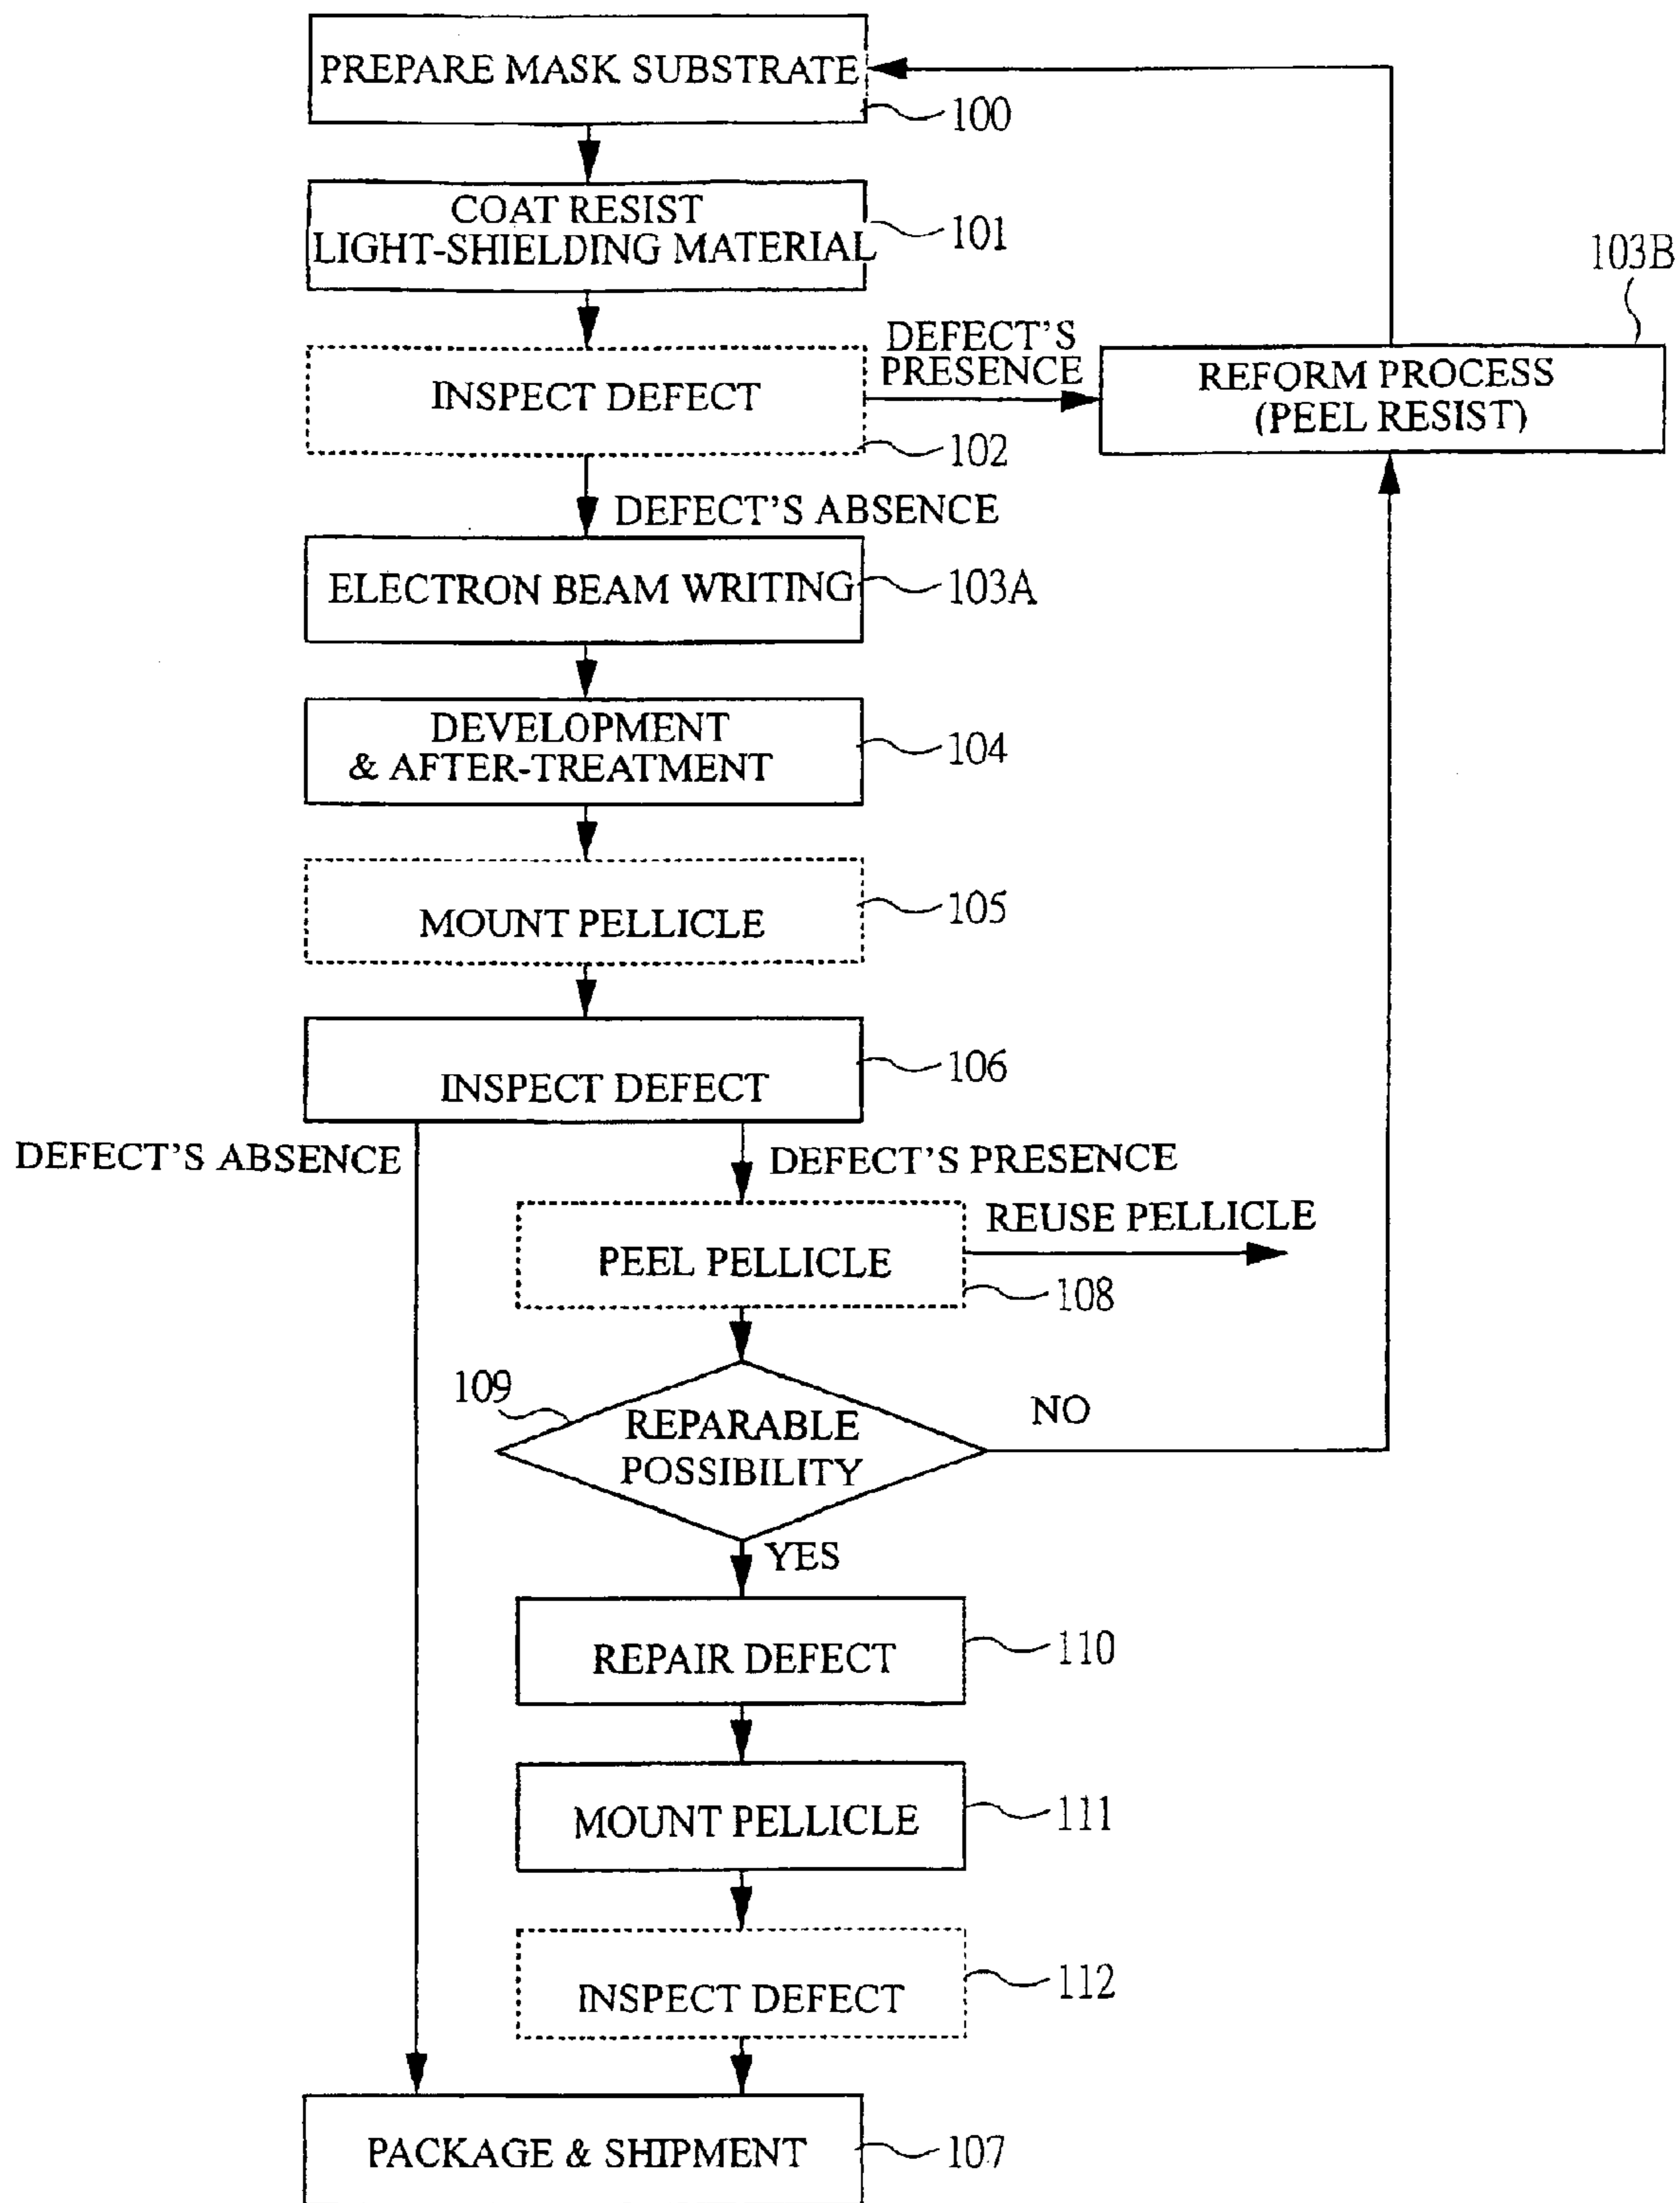 PREPARE MASK SUBSTRATE
100
COAT RESIST
LIGHT-SHIELDING MATERIAL
101
103B
DEFECT'S
PRESENCE
INSPECT DEFECT
102
REFORM PROCESS
(PEEL RESIST)
DEFECT'S ABSENCE
ELECTRON BEAM WRITING
103A
DEVELOPMENT
& AFTER-TREATMENT
104
MOUNT PELLICLE
105
INSPECT DEFECT
106
DEFECT'S ABSENCE
DEFECT'S PRESENCE
PEEL PELLICLE
REUSE PELLICLE
108
109
REPARABLE
POSSIBILITY
NO
YES
REPAIR DEFECT
110
MOUNT PELLICLE
111
INSPECT DEFECT
112
PACKAGE & SHIPMENT
107